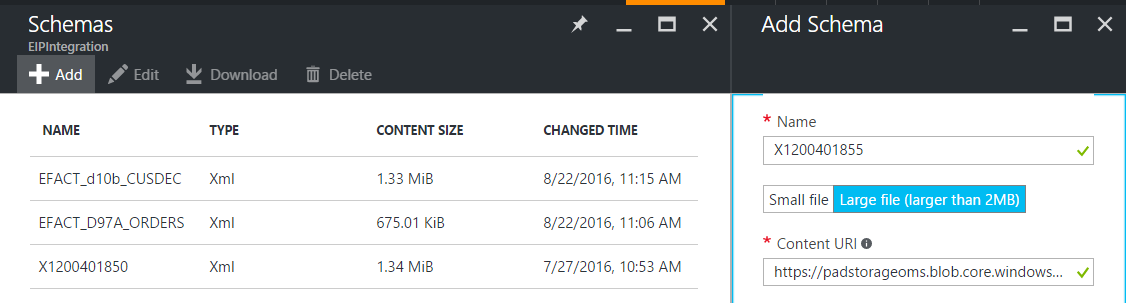 Schemas
EIPIntegration
Add Edit Download Delete
NAME TYPE CONTENT SIZE CHANGED TIME
EFACT_d10b_CUSDEC Xml 1.33 MiB 8/22/2016, 11:15 AM
EFACT_D97A_ORDERS Xml 675.01 KiB 8/22/2016, 11:06 AM
X1200401850 Xml 1.34 MiB 7/27/2016, 10:53 AM
Add Schema
* Name
X1200401855
Small file Large file (larger than 2MB)
* Content URI
https://padstorageoms.blob.core.windows...